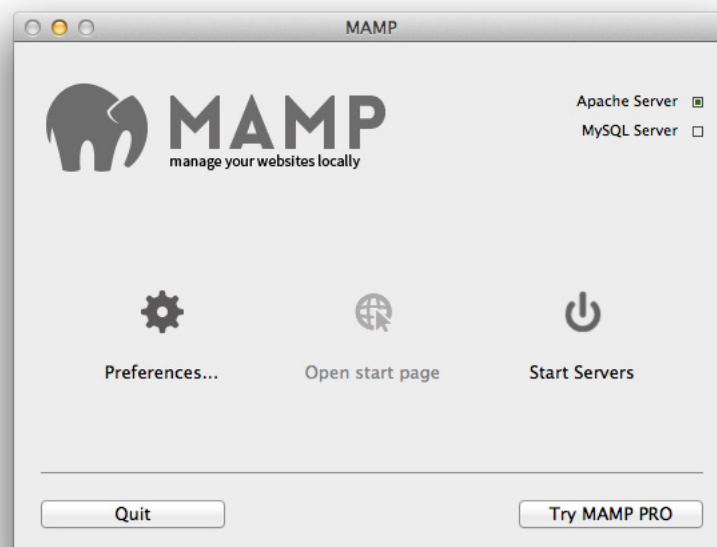 MAMP
MAMP
manage your websites locally
Apache Server
MySQL Server
Preferences...
Open start page
Start Servers
Quit
Try MAMP PRO